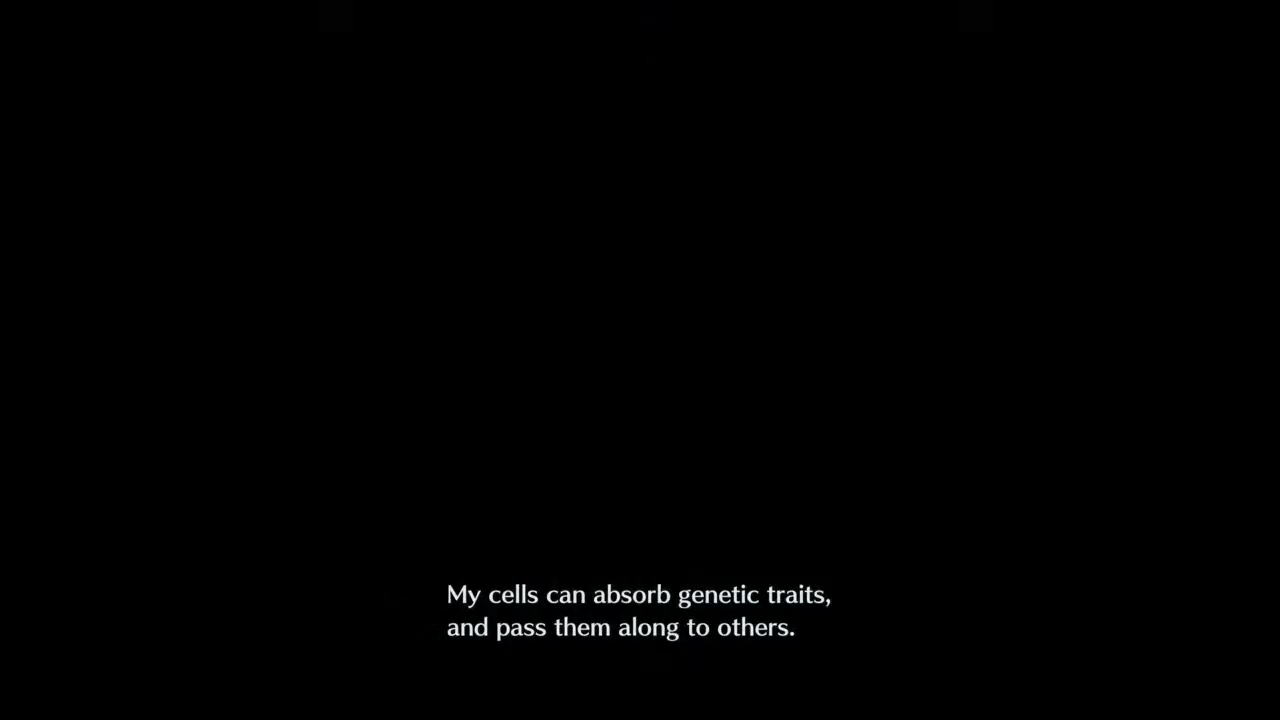 My cells can absorb genetic traits,
and pass them along to others.